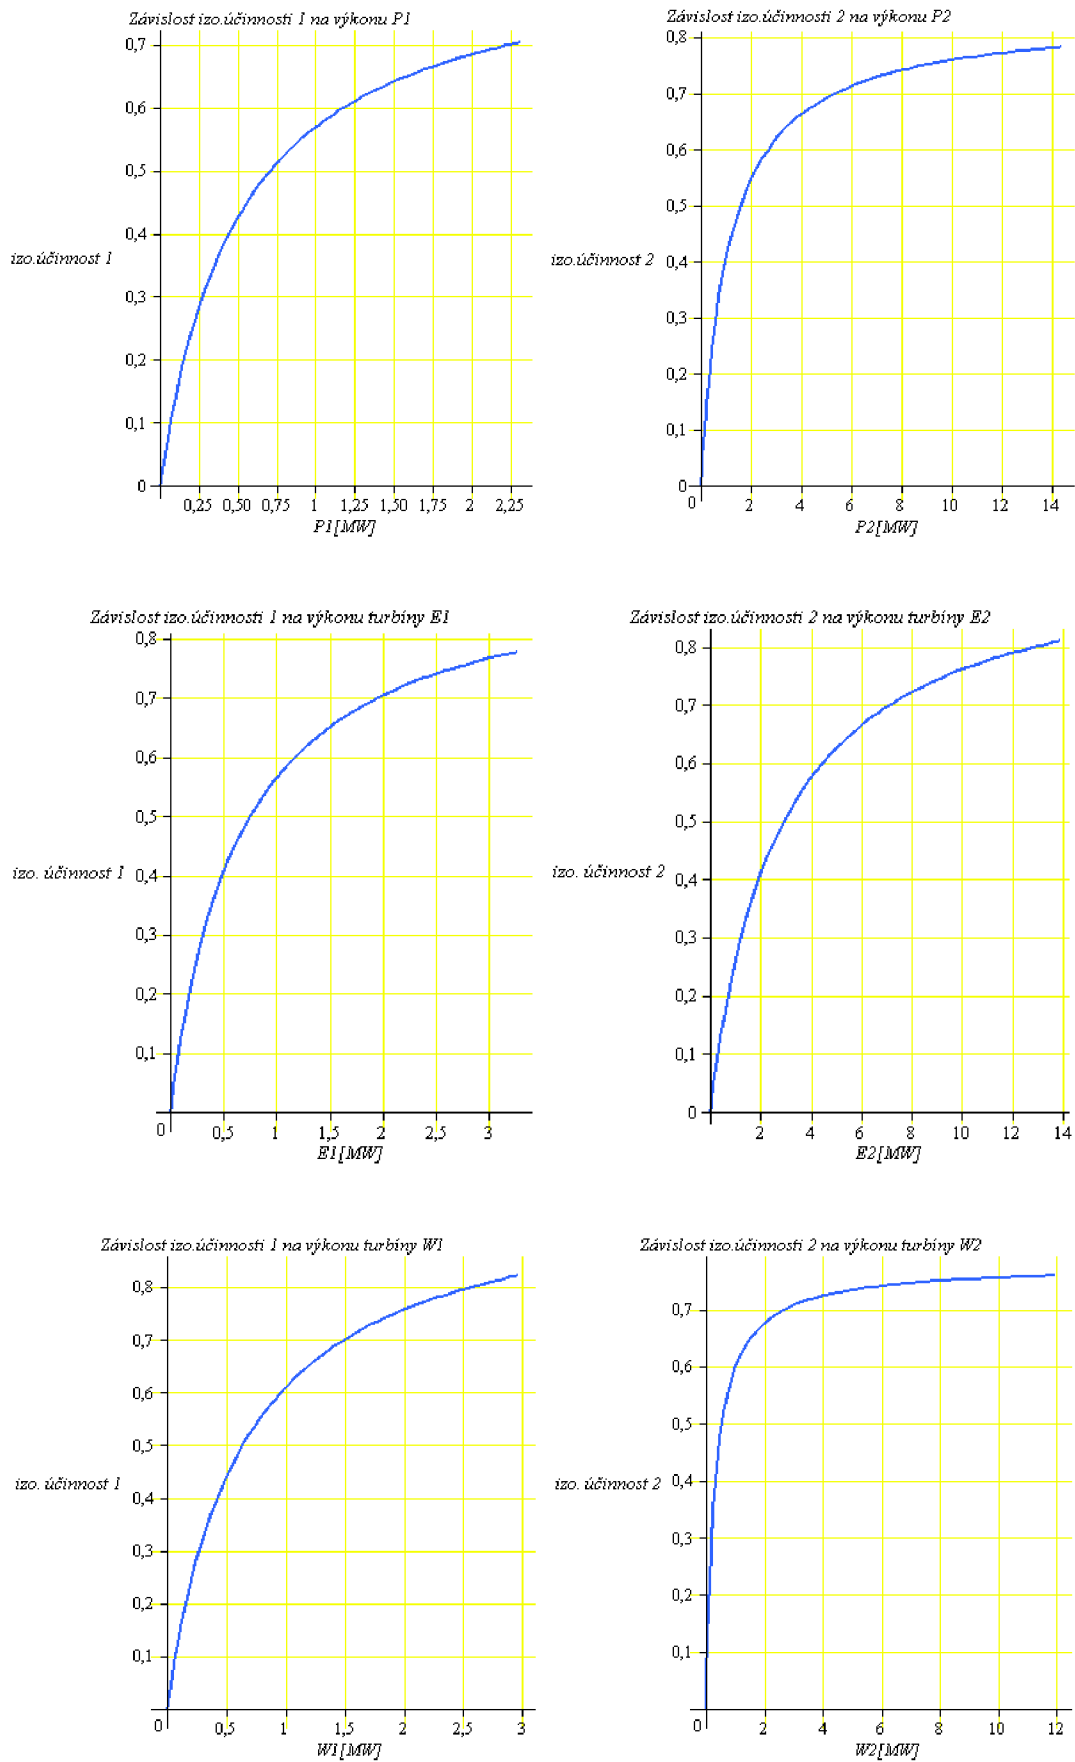 Závislost izo.účinnosti 1 na výkonu P1
0,7
0,6
0,5
0,4
izo.účinnost 1
0,3
0,2
0,1
0
0,25 0,50 0,75 1 1,25 1,50 1,75 2 2,25
P1[MW]
Závislost izo.účinnosti 2 na výkonu P2
0,8
0,7
0,6
0,5
0,4
izo.účinnost 2
0,3
0,2
0,1
0
0 2 4 6 8 10 12 14
P2[MW]
Závislost izo.účinnosti 1 na výkonu turbíny E1
0,8
0,7
0,6
0,5
izo. účinnost 1 0,4
0,3
0,2
0,1
0 0,5 1 1,5 2 2,5 3
E1[MW]
Závislost izo.účinnosti 2 na výkonu turbíny E2
0,8
0,7
0,6
0,5
izo. účinnost 2 0,4
0,3
0,2
0,1
0
2 4 6 8 10 12 14
E2[MW]
Závislost izo.účinnosti 1 na výkonu turbíny W1
0,8
0,7
0,6
0,5
izo. účinnost 1
0,4
0,3
0,2
0,1
0 0,5 1 1,5 2 2,5 3
W1[MW]
Závislost izo.účinnosti 2 na výkonu turbíny W2
0,7
0,6
0,5
izo. účinnost 2 0,4
0,3
0,2
0,1
0 2 4 6 8 10 12
W2[MW]